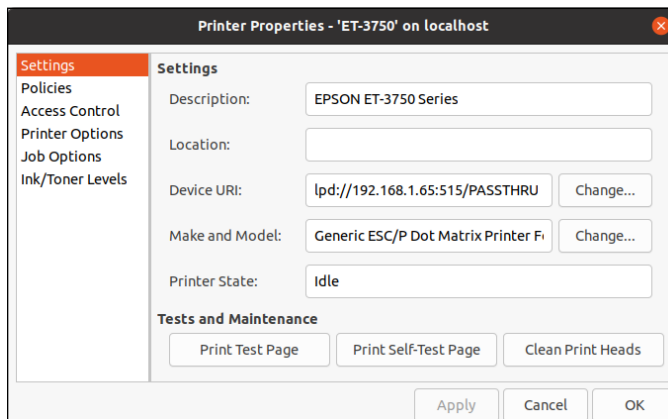 Printer Properties - 'ET-3750' on localhost
Settings
Policies
Access Control
Printer Options
Job Options
Ink/Toner Levels
Settings
Description: EPSON ET-3750 Series
Location:
Device URI: lpd://192.168.1.65:515/PASSTHRU Change...
Make and Model: Generic ESC/P Dot Matrix Printer Change...
Printer State: Idle
Tests and Maintenance
Print Test Page Print Self-Test Page Clean Print Heads
Apply Cancel OK